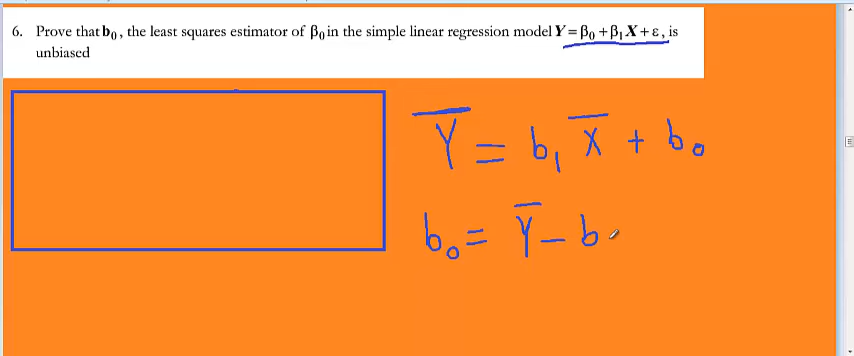 6. Prove that b₀, the least squares estimator of β₀ in the simple linear regression model Y = β₀ + β₁X + ε, is
unbiased
Y̅ = b₁ X̅ + b₀
b₀ = Y̅ − b